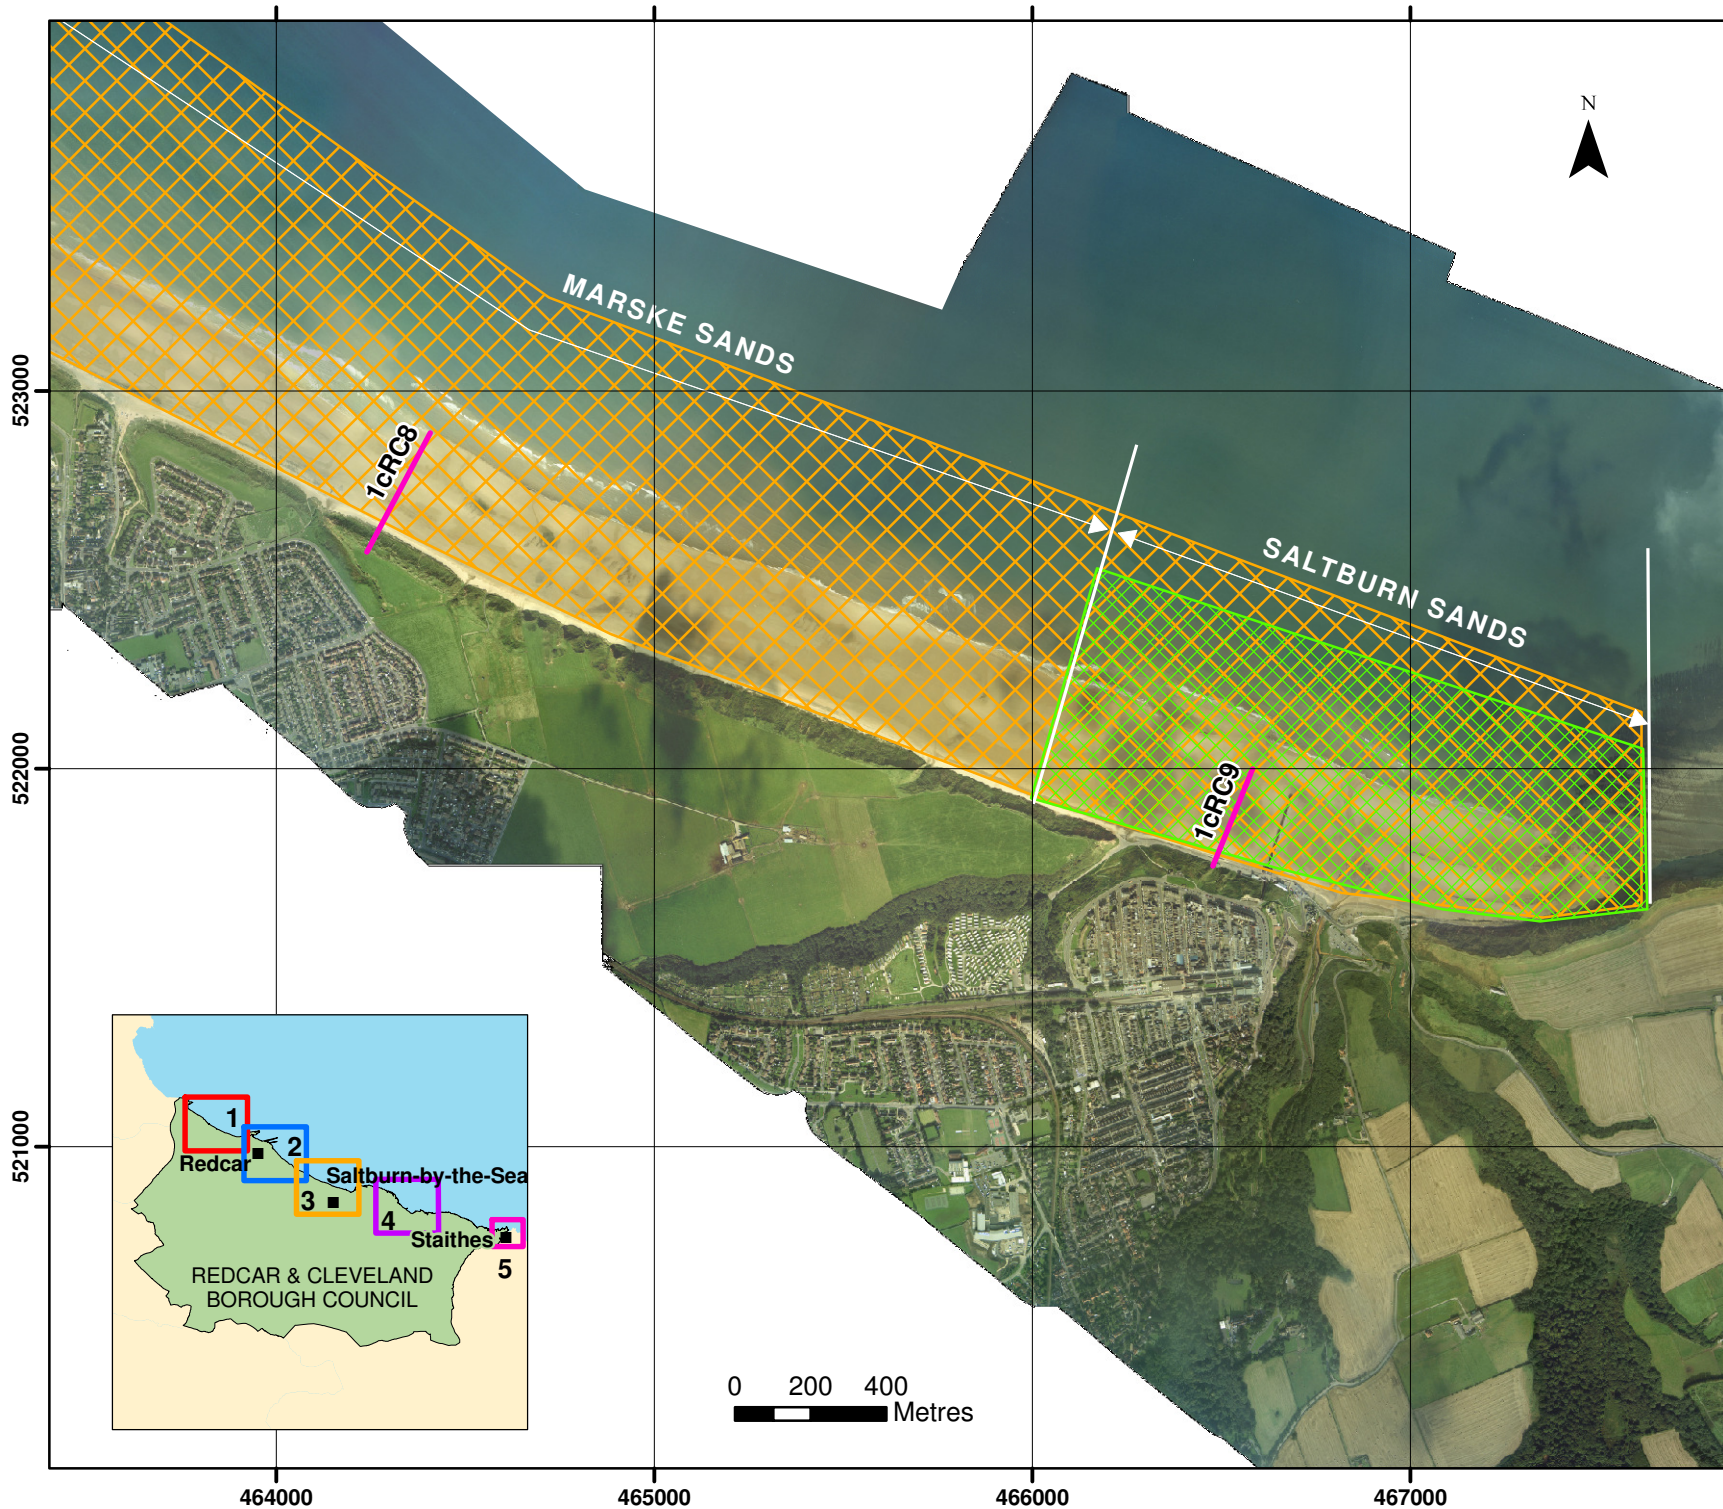 N
MARSKE SANDS
SALTBURN SANDS
1cRC8
1cRC9
523000
522000
521000
464000
465000
466000
467000
0 200 400
Metres
1
2
Redcar
Saltburn-by-the-Sea
3
4
Staithes
5
REDCAR & CLEVELAND
BOROUGH COUNCIL